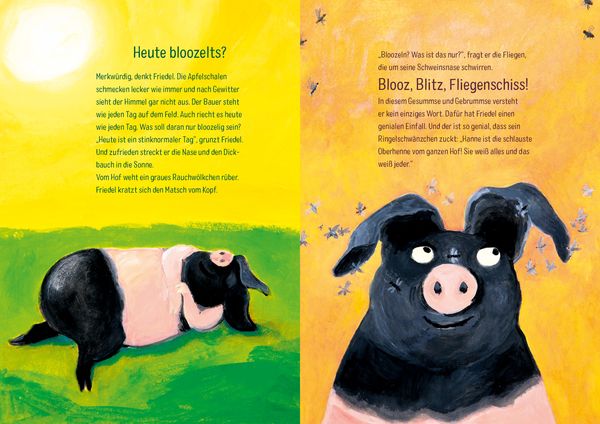 Heute bloozelts?
Merkwürdig, denkt Friedel. Die Apfelschalen
schmecken lecker wie immer und nach Gewitter
sieht der Himmel gar nicht aus. Der Bauer steht
wie jeden Tag auf dem Feld. Auch riecht es heute
wie jeden Tag. Was soll daran nur bloozelig sein?
„Heute ist ein stinknormaler Tag“, grunzt Friedel.
Und zufrieden streckt er die Nase und den Dick-
bauch in die Sonne.
Vom Hof weht ein graues Rauchwölkchen rüber.
Friedel kratzt sich den Matsch vom Kopf.
„Bloozeln? Was ist das nur?“, fragt er die Fliegen,
die um seine Schweinsnase schwirren.
Blooz, Blitz, Fliegenschiss!
In diesem Gesummse und Gebrummse versteht
er kein einziges Wort. Dafür hat Friedel einen
genialen Einfall. Und der ist so genial, dass sein
Ringelschwänzchen zuckt: „Hanne ist die schlauste
Oberhenne vom ganzen Hof! Sie weiß alles und das
weiß jeder.“